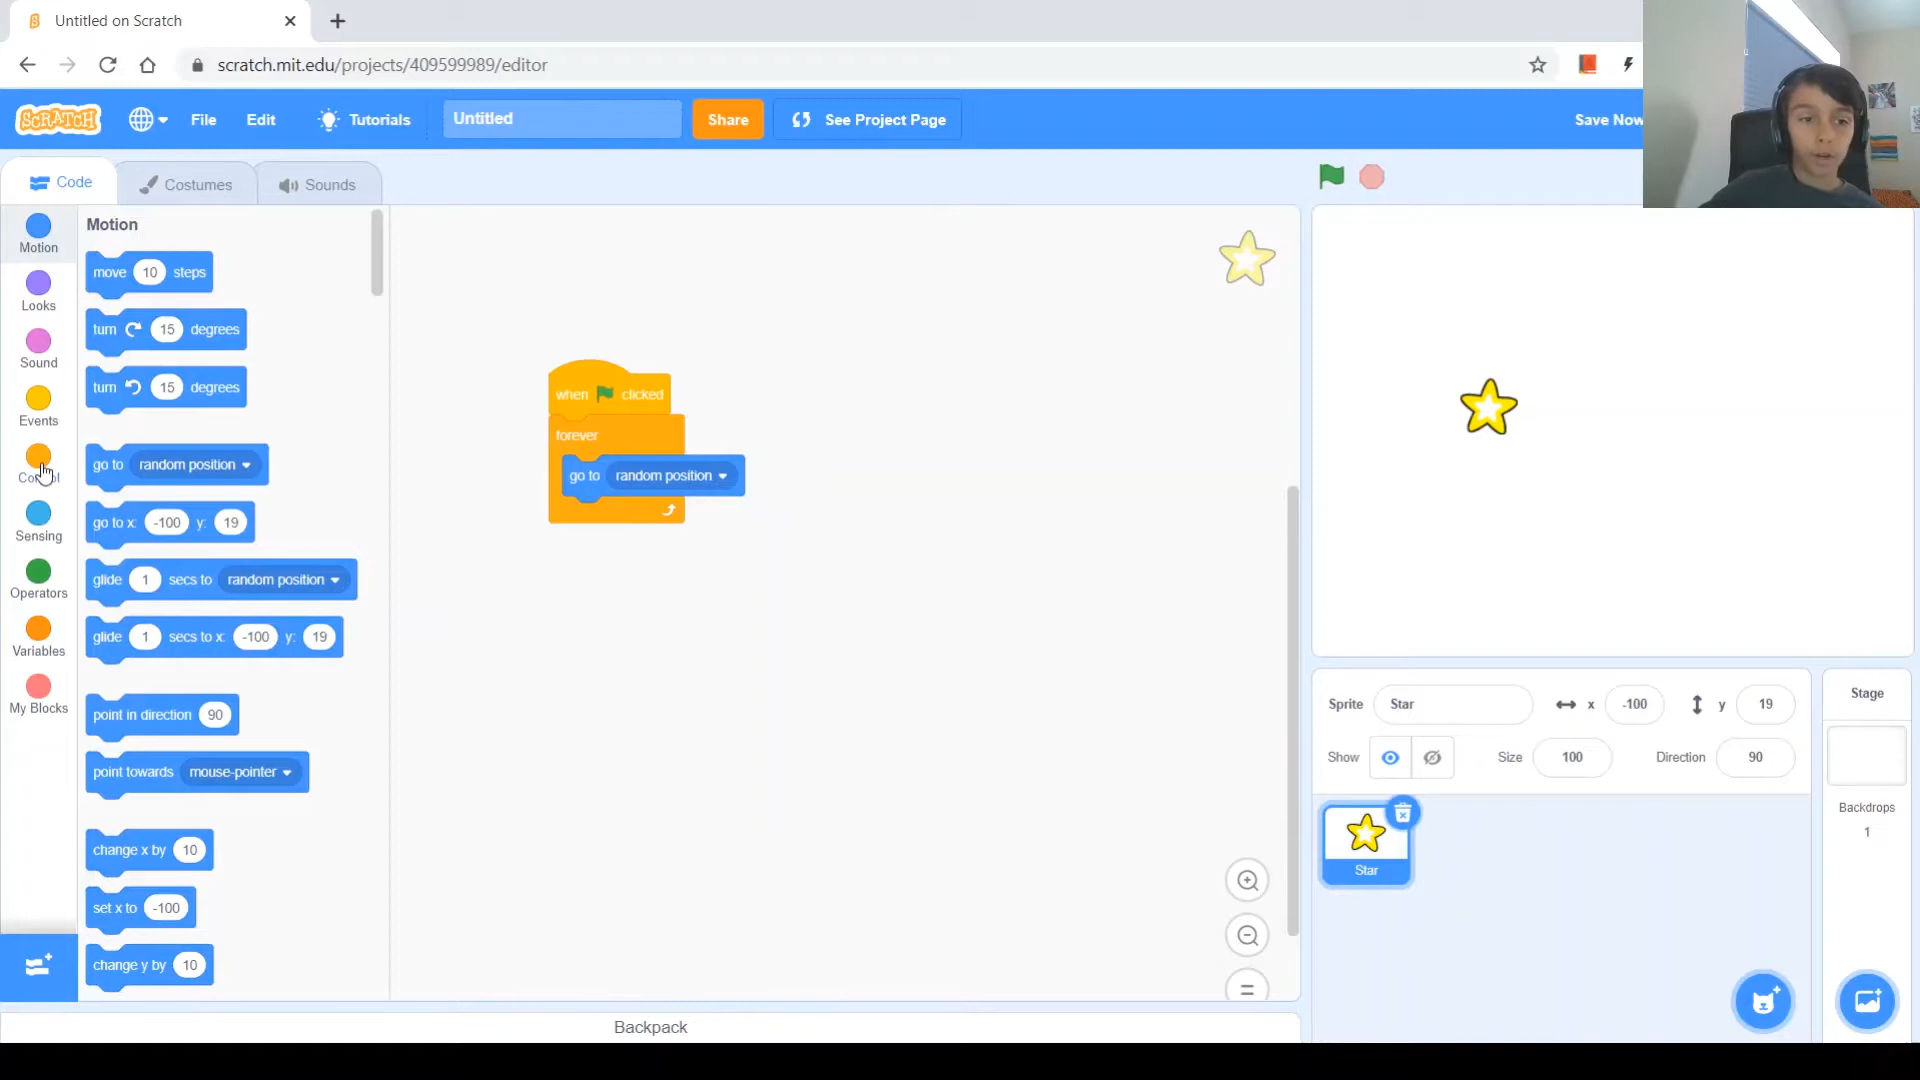 Untitled on Scratch
scratch.mit.edu/projects/409599989/editor
SCRATCH
File
Edit
Tutorials
Untitled
Share
See Project Page
Save Now
Code
Costumes
Sounds
Motion
Looks
Sound
Events
Control
Sensing
Operators
Variables
My Blocks
Motion
move 10 steps
turn 15 degrees
turn 15 degrees
go to random position
go to x: -100 y: 19
glide 1 secs to random position
glide 1 secs to x: -100 y: 19
point in direction 90
point towards mouse-pointer
change x by 10
set x to -100
change y by 10
when clicked
forever
go to random position
Backpack
Sprite Star x -100 y 19
Show Size 100 Direction 90
Star
Stage
Backdrops
1